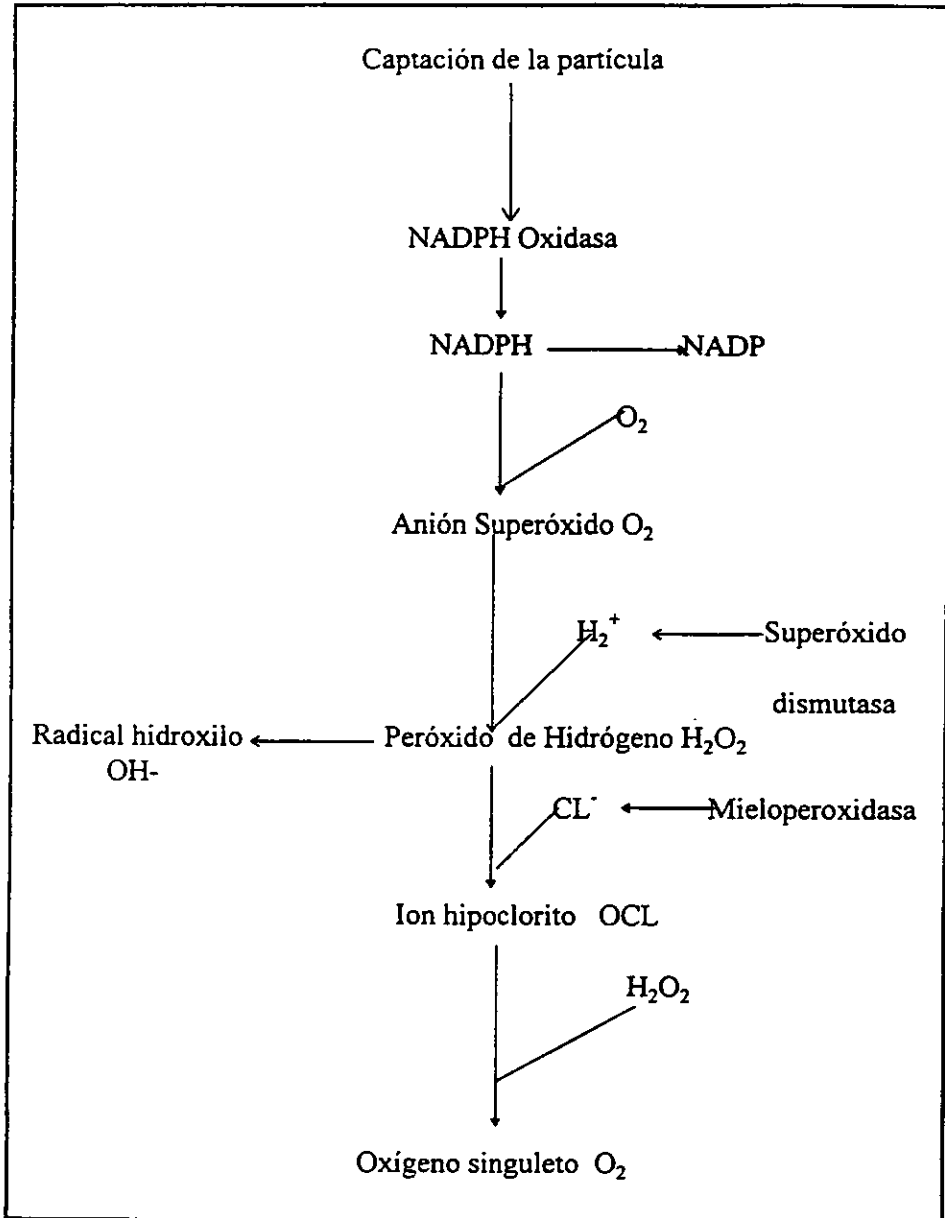 Captación de la partícula
NADPH Oxidasa
NADPH NADP
O₂
Anión Superóxido O₂
H₂⁺ Superóxido
dismutasa
Radical hidroxilo Peróxido de Hidrógeno H₂O₂
OH-
CL⁻ Mieloperoxidasa
Ion hipoclorito OCL
H₂O₂
Oxígeno singuleto O₂